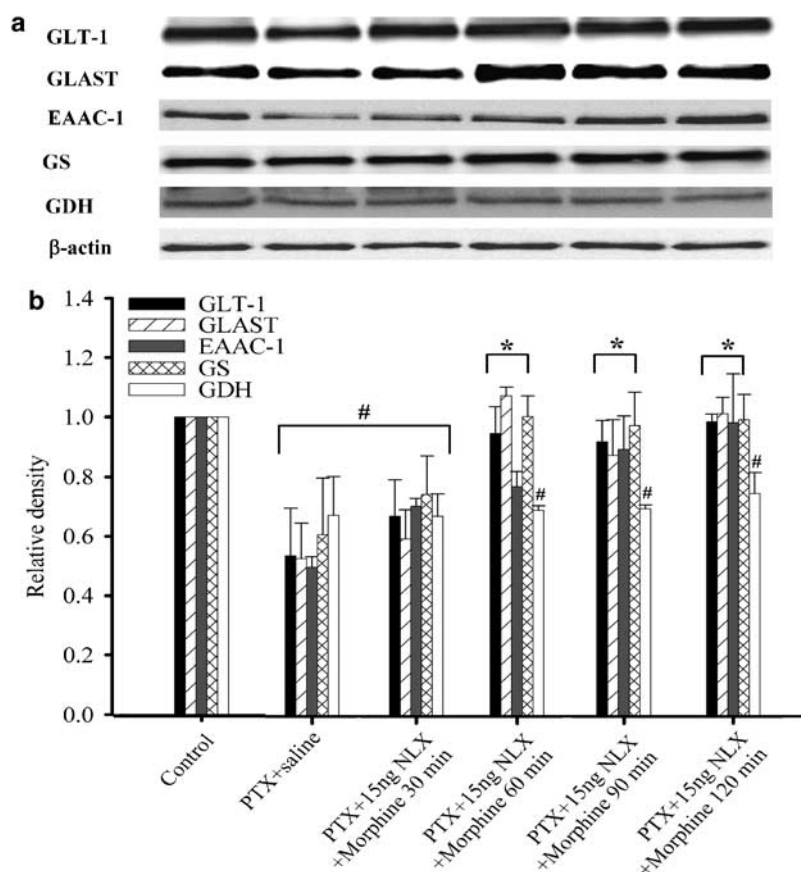 a
GLT-1
GLAST
EAAC-1
GS
GDH
β-actin
b
1.4
1.2
1.0
0.8
0.6
0.4
0.2
0.0
Relative density
GLT-1
GLAST
EAAC-1
GS
GDH
#
*
*
*
#
#
#
Control
PTX+saline
PTX+15ng NLX
+Morphine 30 min
PTX+15ng NLX
+Morphine 60 min
PTX+15ng NLX
+Morphine 90 min
PTX+15ng NLX
+Morphine 120 min